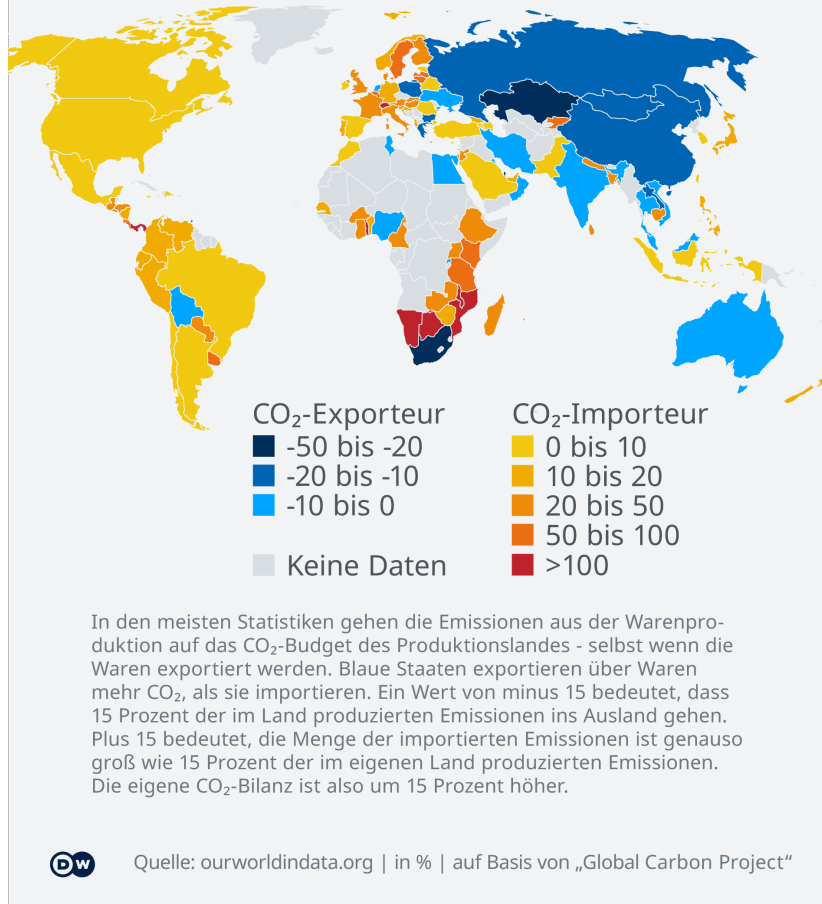 CO₂-Exporteur
-50 bis -20
-20 bis -10
-10 bis 0
Keine Daten
CO₂-Importeur
0 bis 10
10 bis 20
20 bis 50
50 bis 100
>100
In den meisten Statistiken gehen die Emissionen aus der Warenpro-
duktion auf das CO₂-Budget des Produktionslandes - selbst wenn die
Waren exportiert werden. Blaue Staaten exportieren über Waren
mehr CO₂, als sie importieren. Ein Wert von minus 15 bedeutet, dass
15 Prozent der im Land produzierten Emissionen ins Ausland gehen.
Plus 15 bedeutet, die Menge der importierten Emissionen ist genauso
groß wie 15 Prozent der im eigenen Land produzierten Emissionen.
Die eigene CO₂-Bilanz ist also um 15 Prozent höher.
DW Quelle: ourworldindata.org | in % | auf Basis von „Global Carbon Project“